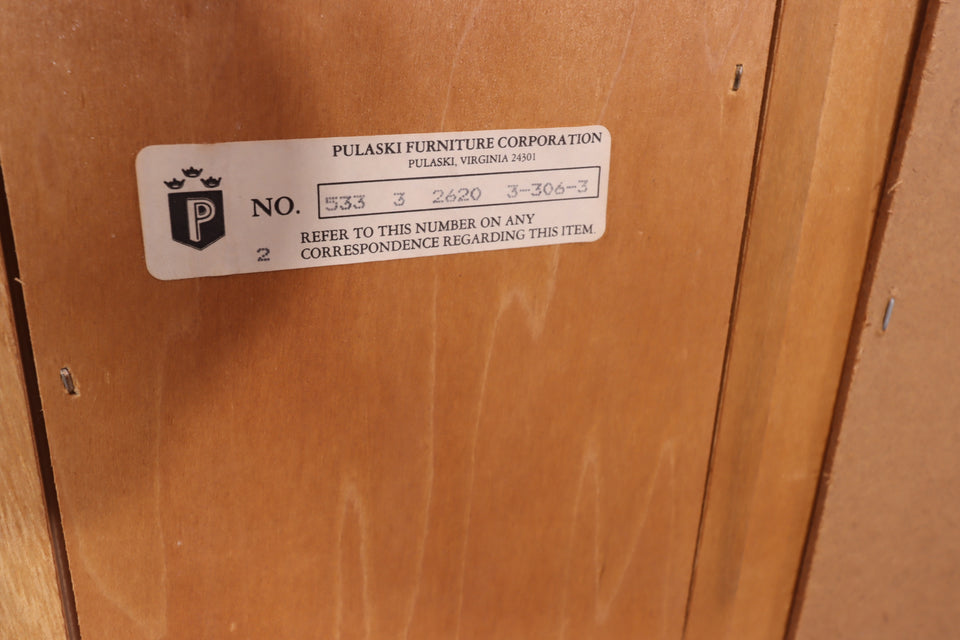 PULASKI FURNITURE CORPORATION
PULASKI, VIRGINIA 24301
P
NO. 533 3 2620 3-306-3
REFER TO THIS NUMBER ON ANY
2 CORRESPONDENCE REGARDING THIS ITEM.